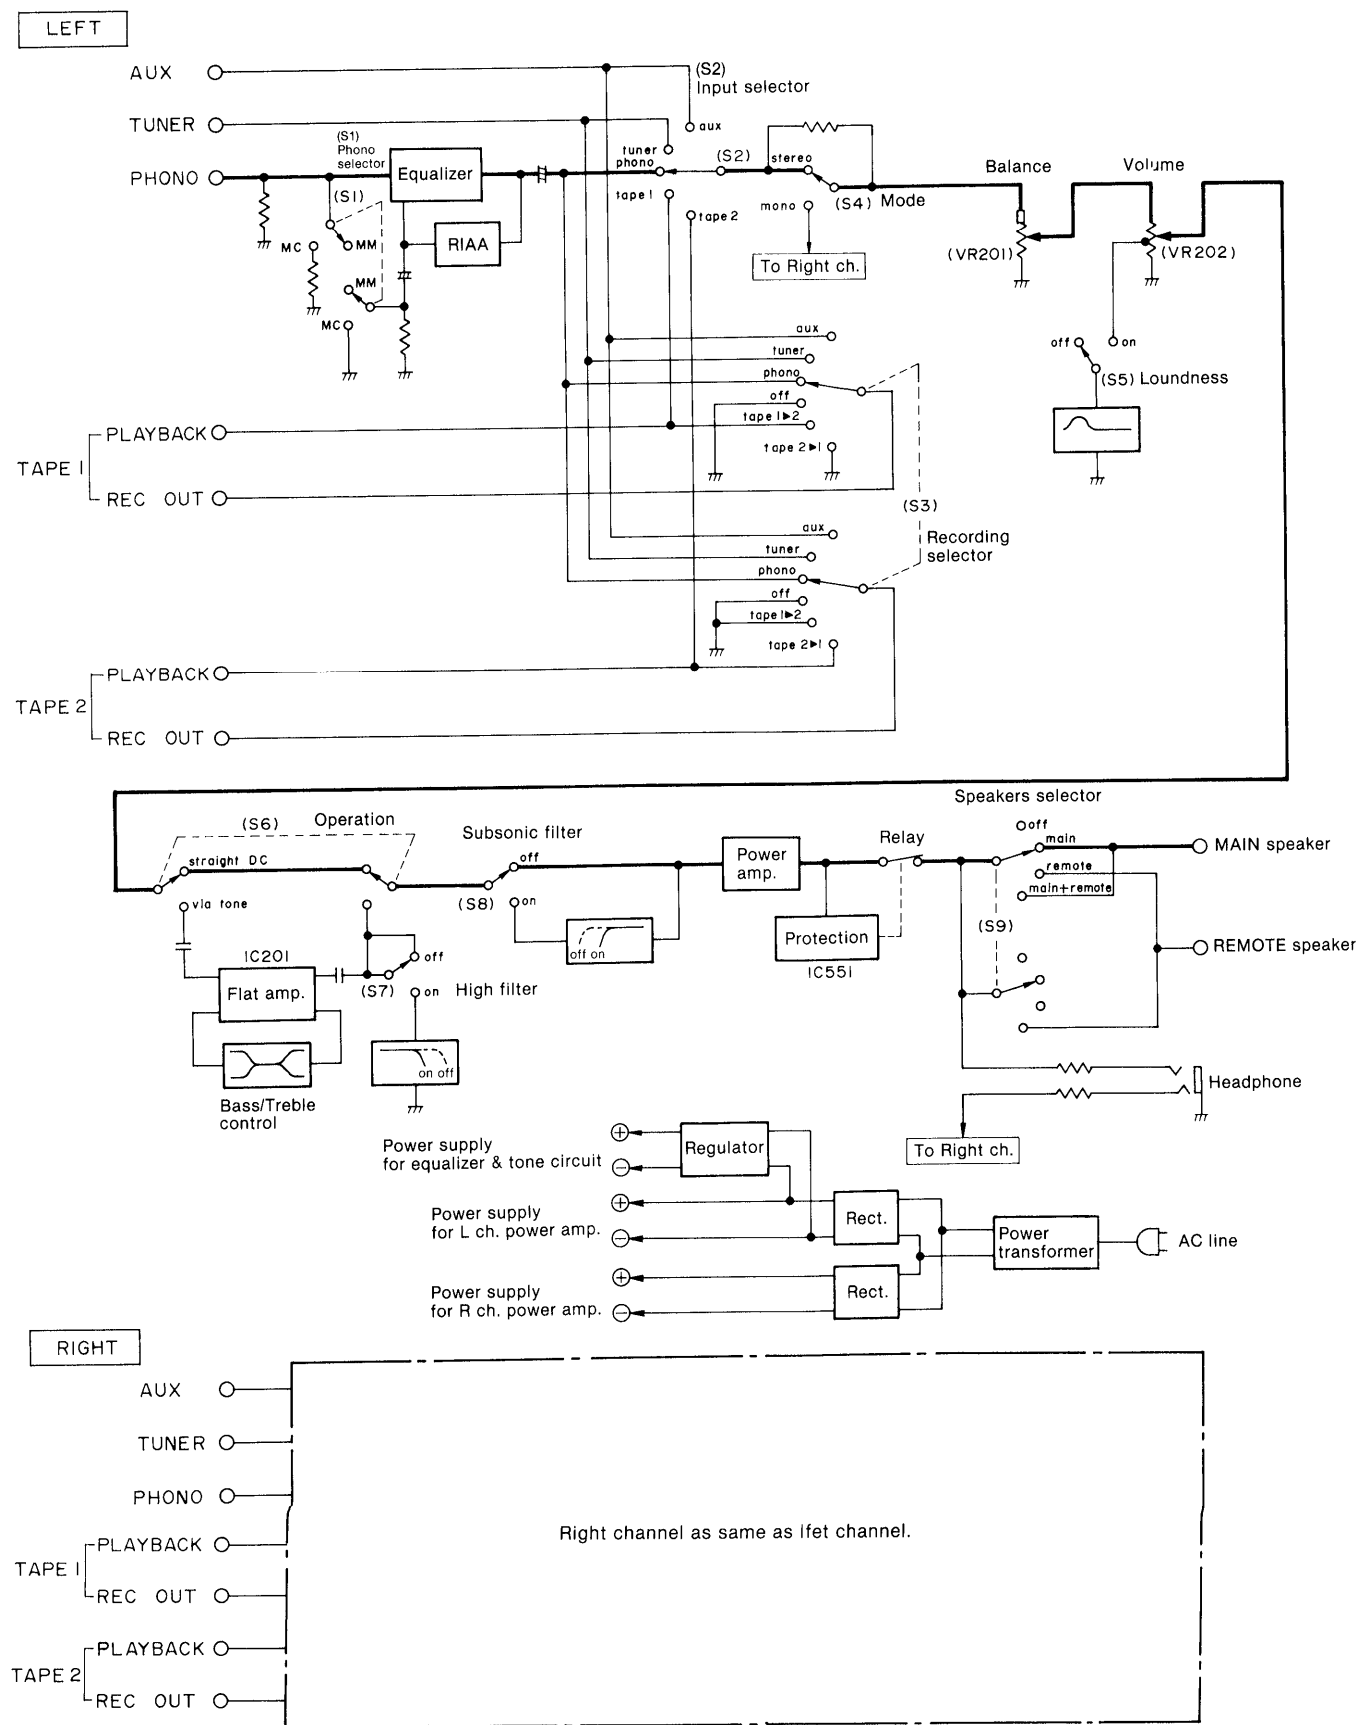 LEFT
AUX
(S2)
Input selector
aux
TUNER
(S1)
Phono
selector
tuner
phono
(S2)
stereo
Balance
Volume
PHONO
Equalizer
(S1)
tape 1
tape 2
mono
(S4) Mode
MC
MM
RIAA
(VR201)
(VR202)
To Right ch.
MM
MC
aux
tuner
phono
off
tape 1▶2
tape 2▶1
off
on
(S5) Loundness
TAPE 1
PLAYBACK
REC OUT
(S3)
Recording
selector
aux
tuner
phono
off
tape 1▶2
tape 2▶1
TAPE 2
PLAYBACK
REC OUT
Speakers selector
(S6)
Operation
Subsonic filter
Relay
off
main
MAIN speaker
straight DC
off
Power
amp.
remote
main+remote
via tone
(S8)
on
off on
Protection
IC551
(S9)
REMOTE speaker
IC201
Flat amp.
off
(S7)
on
High filter
on off
Bass/Treble
control
Headphone
To Right ch.
Power supply
for equalizer & tone circuit
+
−
Regulator
Power supply
for L ch. power amp.
+
−
Rect.
Power
transformer
AC line
Power supply
for R ch. power amp.
+
−
Rect.
RIGHT
AUX
TUNER
PHONO
TAPE 1
PLAYBACK
REC OUT
TAPE 2
PLAYBACK
REC OUT
Right channel as same as lfet channel.